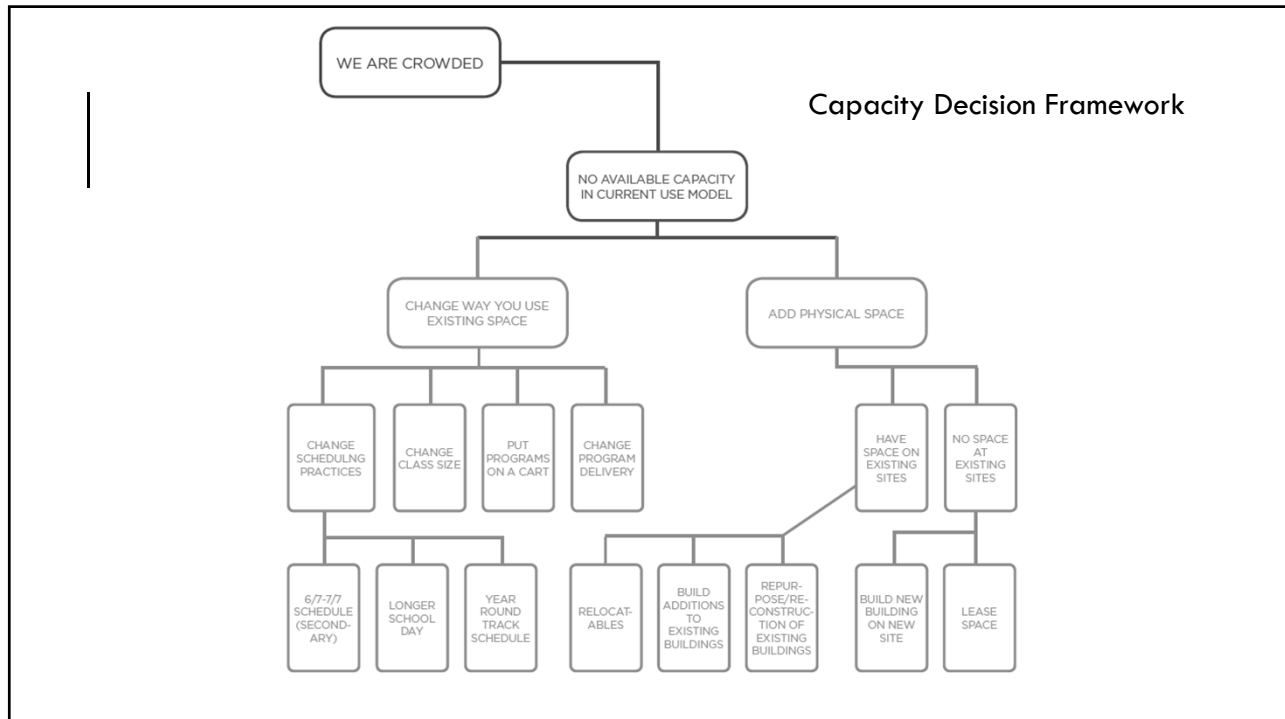 WE ARE CROWDED
Capacity Decision Framework
NO AVAILABLE CAPACITY
IN CURRENT USE MODEL
CHANGE WAY YOU USE
EXISTING SPACE
ADD PHYSICAL SPACE
CHANGE
SCHEDULNG
PRACTICES
CHANGE
CLASS SIZE
PUT
PROGRAMS
ON A CART
CHANGE
PROGRAM
DELIVERY
HAVE
SPACE ON
EXISTING
SITES
NO SPACE
AT
EXISTING
SITES
6/7-7/7
SCHEDULE
(SECOND-
ARY)
LONGER
SCHOOL
DAY
YEAR
ROUND
TRACK
SCHEDULE
RELOCAT-
ABLES
BUILD
ADDITIONS
TO
EXISTING
BUILDINGS
REPUR-
POSE/RE-
CONSTRUC-
TION OF
EXISTING
BUILDINGS
BUILD NEW
BUILDING
ON NEW
SITE
LEASE
SPACE